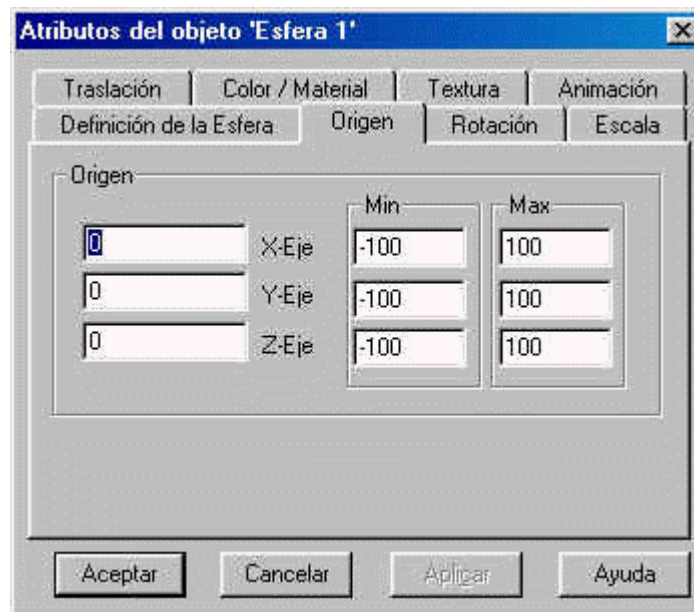 Atributos del objeto 'Esfera 1'
Traslación Color / Material Textura Animación
Definición de la Esfera Origen Rotación Escala
Origen
Min Max
0 X-Eje -100 100
0 Y-Eje -100 100
0 Z-Eje -100 100
Aceptar Cancelar Aplicar Ayuda